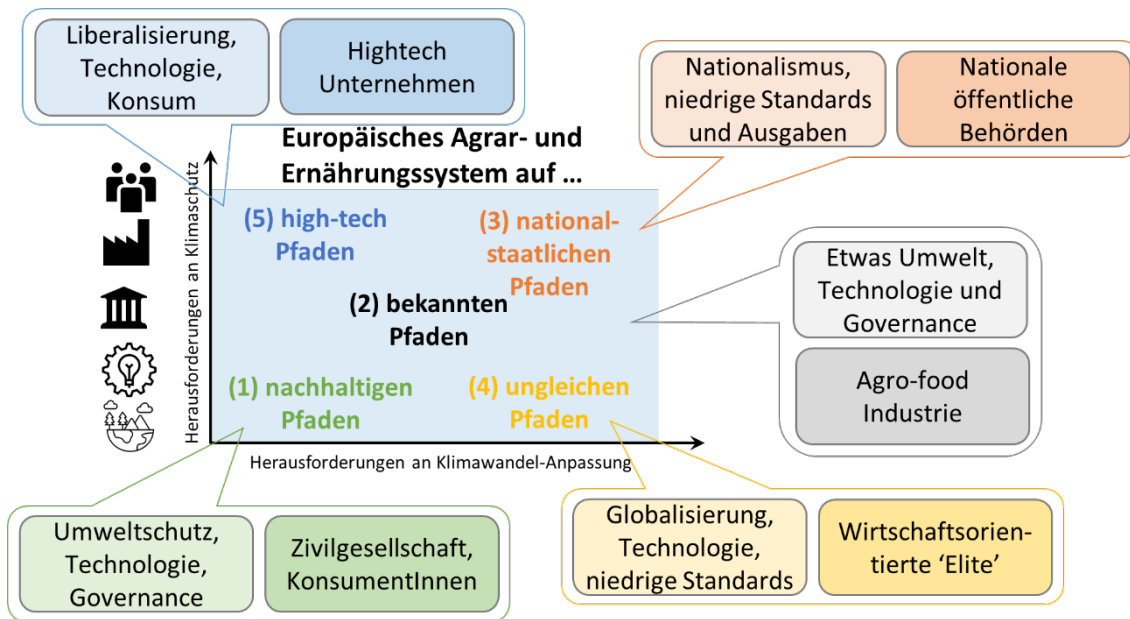 Liberalisierung,
Technologie,
Konsum
Hightech
Unternehmen
Nationalismus,
niedrige Standards
und Ausgaben
Nationale
öffentliche
Behörden
Europäisches Agrar- und
Ernährungssystem auf …
Herausforderungen an Klimaschutz
(5) high-tech
Pfaden
(3) national-
staatlichen
Pfaden
(2) bekannten
Pfaden
(1) nachhaltigen
Pfaden
(4) ungleichen
Pfaden
Herausforderungen an Klimawandel-Anpassung
Etwas Umwelt,
Technologie und
Governance
Agro-food
Industrie
Umweltschutz,
Technologie,
Governance
Zivilgesellschaft,
KonsumentInnen
Globalisierung,
Technologie,
niedrige Standards
Wirtschaftsorien-
tierte ‘Elite’